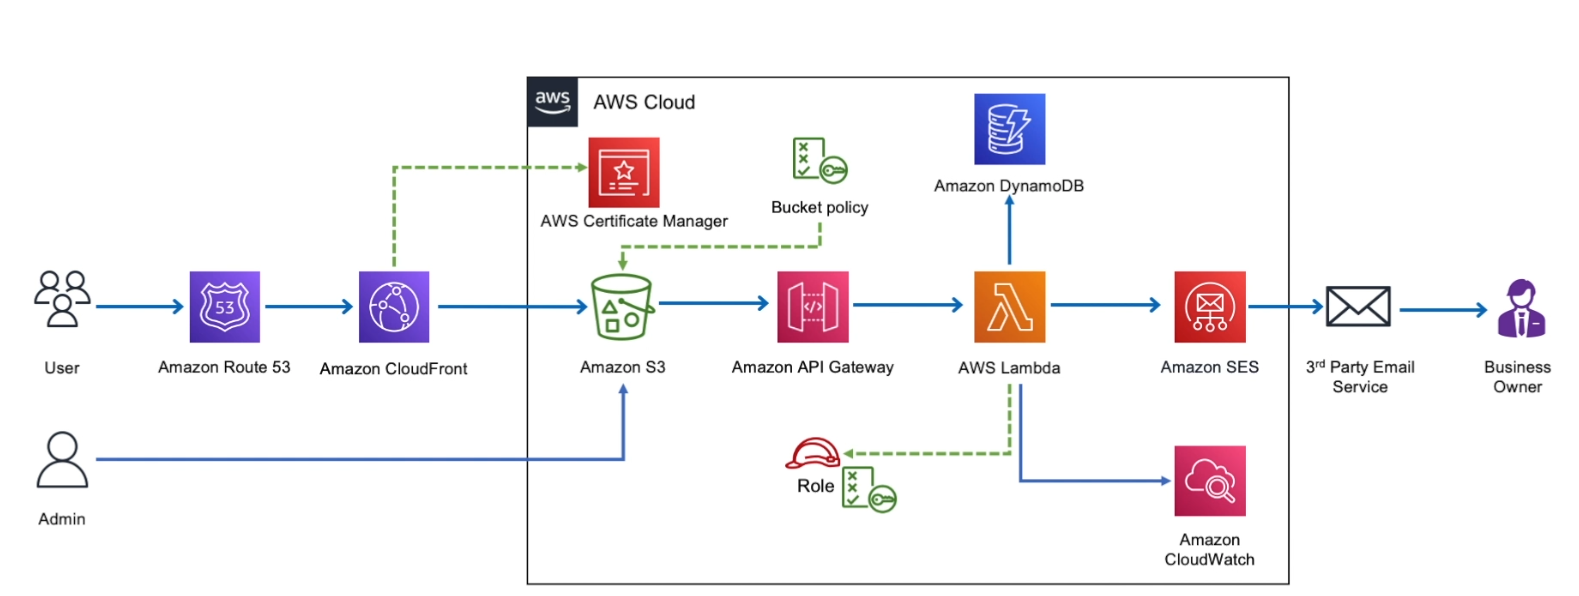 aws
AWS Cloud
Amazon DynamoDB
Bucket policy
AWS Certificate Manager
53
User
Amazon Route 53
Amazon CloudFront
Amazon S3
Amazon API Gateway
AWS Lambda
Amazon SES
3rd Party Email
Service
Business
Owner
Role
Admin
Amazon
CloudWatch